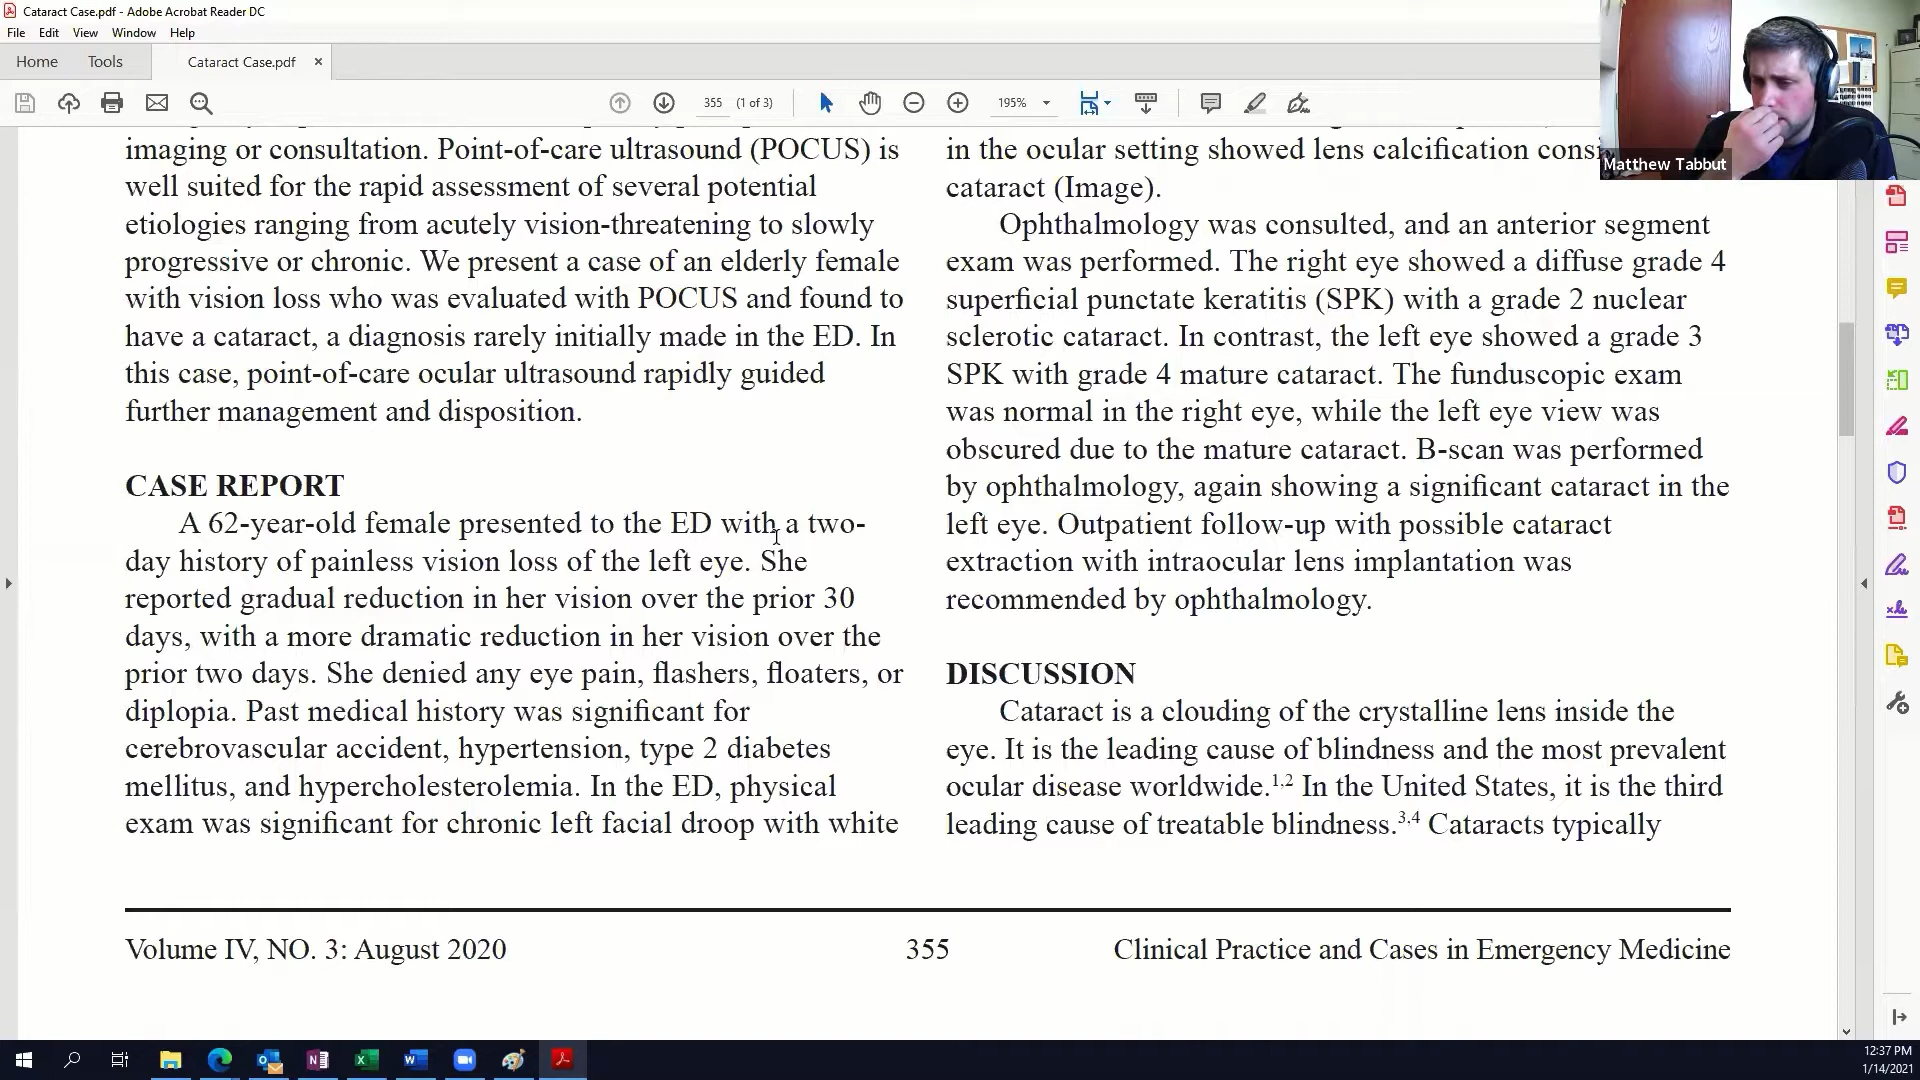 Cataract Case.pdf - Adobe Acrobat Reader DC
File Edit View Window Help
Home Tools Cataract Case.pdf ×
355 (1 of 3) 195%
Matthew Tabbut
imaging or consultation. Point-of-care ultrasound (POCUS) is
well suited for the rapid assessment of several potential
etiologies ranging from acutely vision-threatening to slowly
progressive or chronic. We present a case of an elderly female
with vision loss who was evaluated with POCUS and found to
have a cataract, a diagnosis rarely initially made in the ED. In
this case, point-of-care ocular ultrasound rapidly guided
further management and disposition.
CASE REPORT
A 62-year-old female presented to the ED with a two-
day history of painless vision loss of the left eye. She
reported gradual reduction in her vision over the prior 30
days, with a more dramatic reduction in her vision over the
prior two days. She denied any eye pain, flashers, floaters, or
diplopia. Past medical history was significant for
cerebrovascular accident, hypertension, type 2 diabetes
mellitus, and hypercholesterolemia. In the ED, physical
exam was significant for chronic left facial droop with white
in the ocular setting showed lens calcification
cataract (Image).
Ophthalmology was consulted, and an anterior segment
exam was performed. The right eye showed a diffuse grade 4
superficial punctate keratitis (SPK) with a grade 2 nuclear
sclerotic cataract. In contrast, the left eye showed a grade 3
SPK with grade 4 mature cataract. The funduscopic exam
was normal in the right eye, while the left eye view was
obscured due to the mature cataract. B-scan was performed
by ophthalmology, again showing a significant cataract in the
left eye. Outpatient follow-up with possible cataract
extraction with intraocular lens implantation was
recommended by ophthalmology.
DISCUSSION
Cataract is a clouding of the crystalline lens inside the
eye. It is the leading cause of blindness and the most prevalent
ocular disease worldwide.1,2 In the United States, it is the third
leading cause of treatable blindness.3,4 Cataracts typically
Volume IV, NO. 3: August 2020 355 Clinical Practice and Cases in Emergency Medicine
12:37 PM
1/14/2021